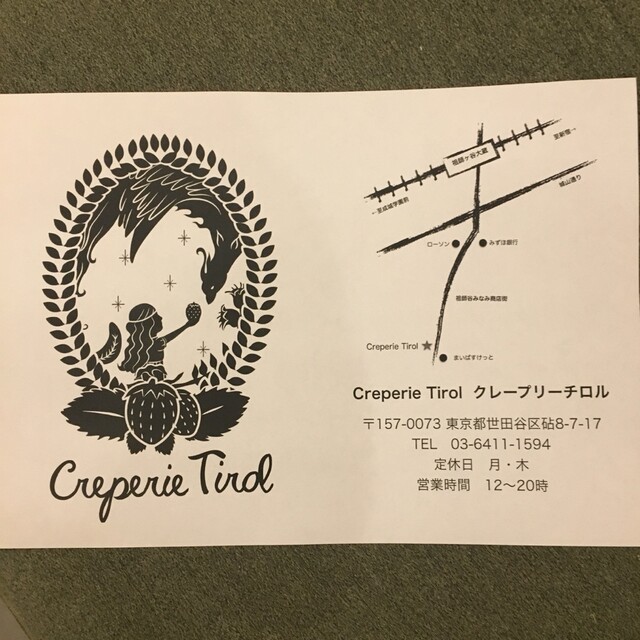 Creperie Tirol
祖師ヶ谷大蔵
至新宿→
←至成城学園前
城山通り
ローソン
みずほ銀行
祖師谷みなみ商店街
Creperie Tirol
まいばすけっと
Creperie Tirol クレープリーチロル
〒157-0073 東京都世田谷区砧8-7-17
TEL 03-6411-1594
定休日 月・木
営業時間 12〜20時